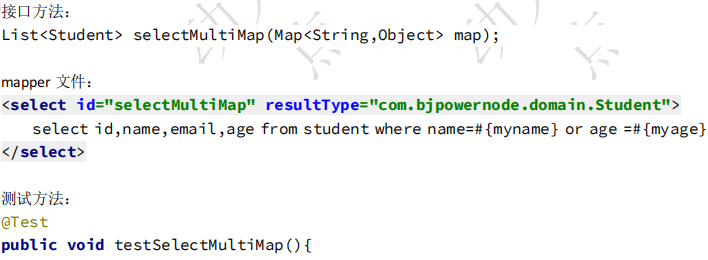 接口方法：
List<Student> selectMultiMap(Map<String,Object> map);
mapper 文件：
<select id="selectMultiMap" resultType="com.bjpowernode.domain.Student">
select id,name,email,age from student where name=#{myname} or age =#{myage}
</select>
测试方法：
@Test
public void testSelectMultiMap(){